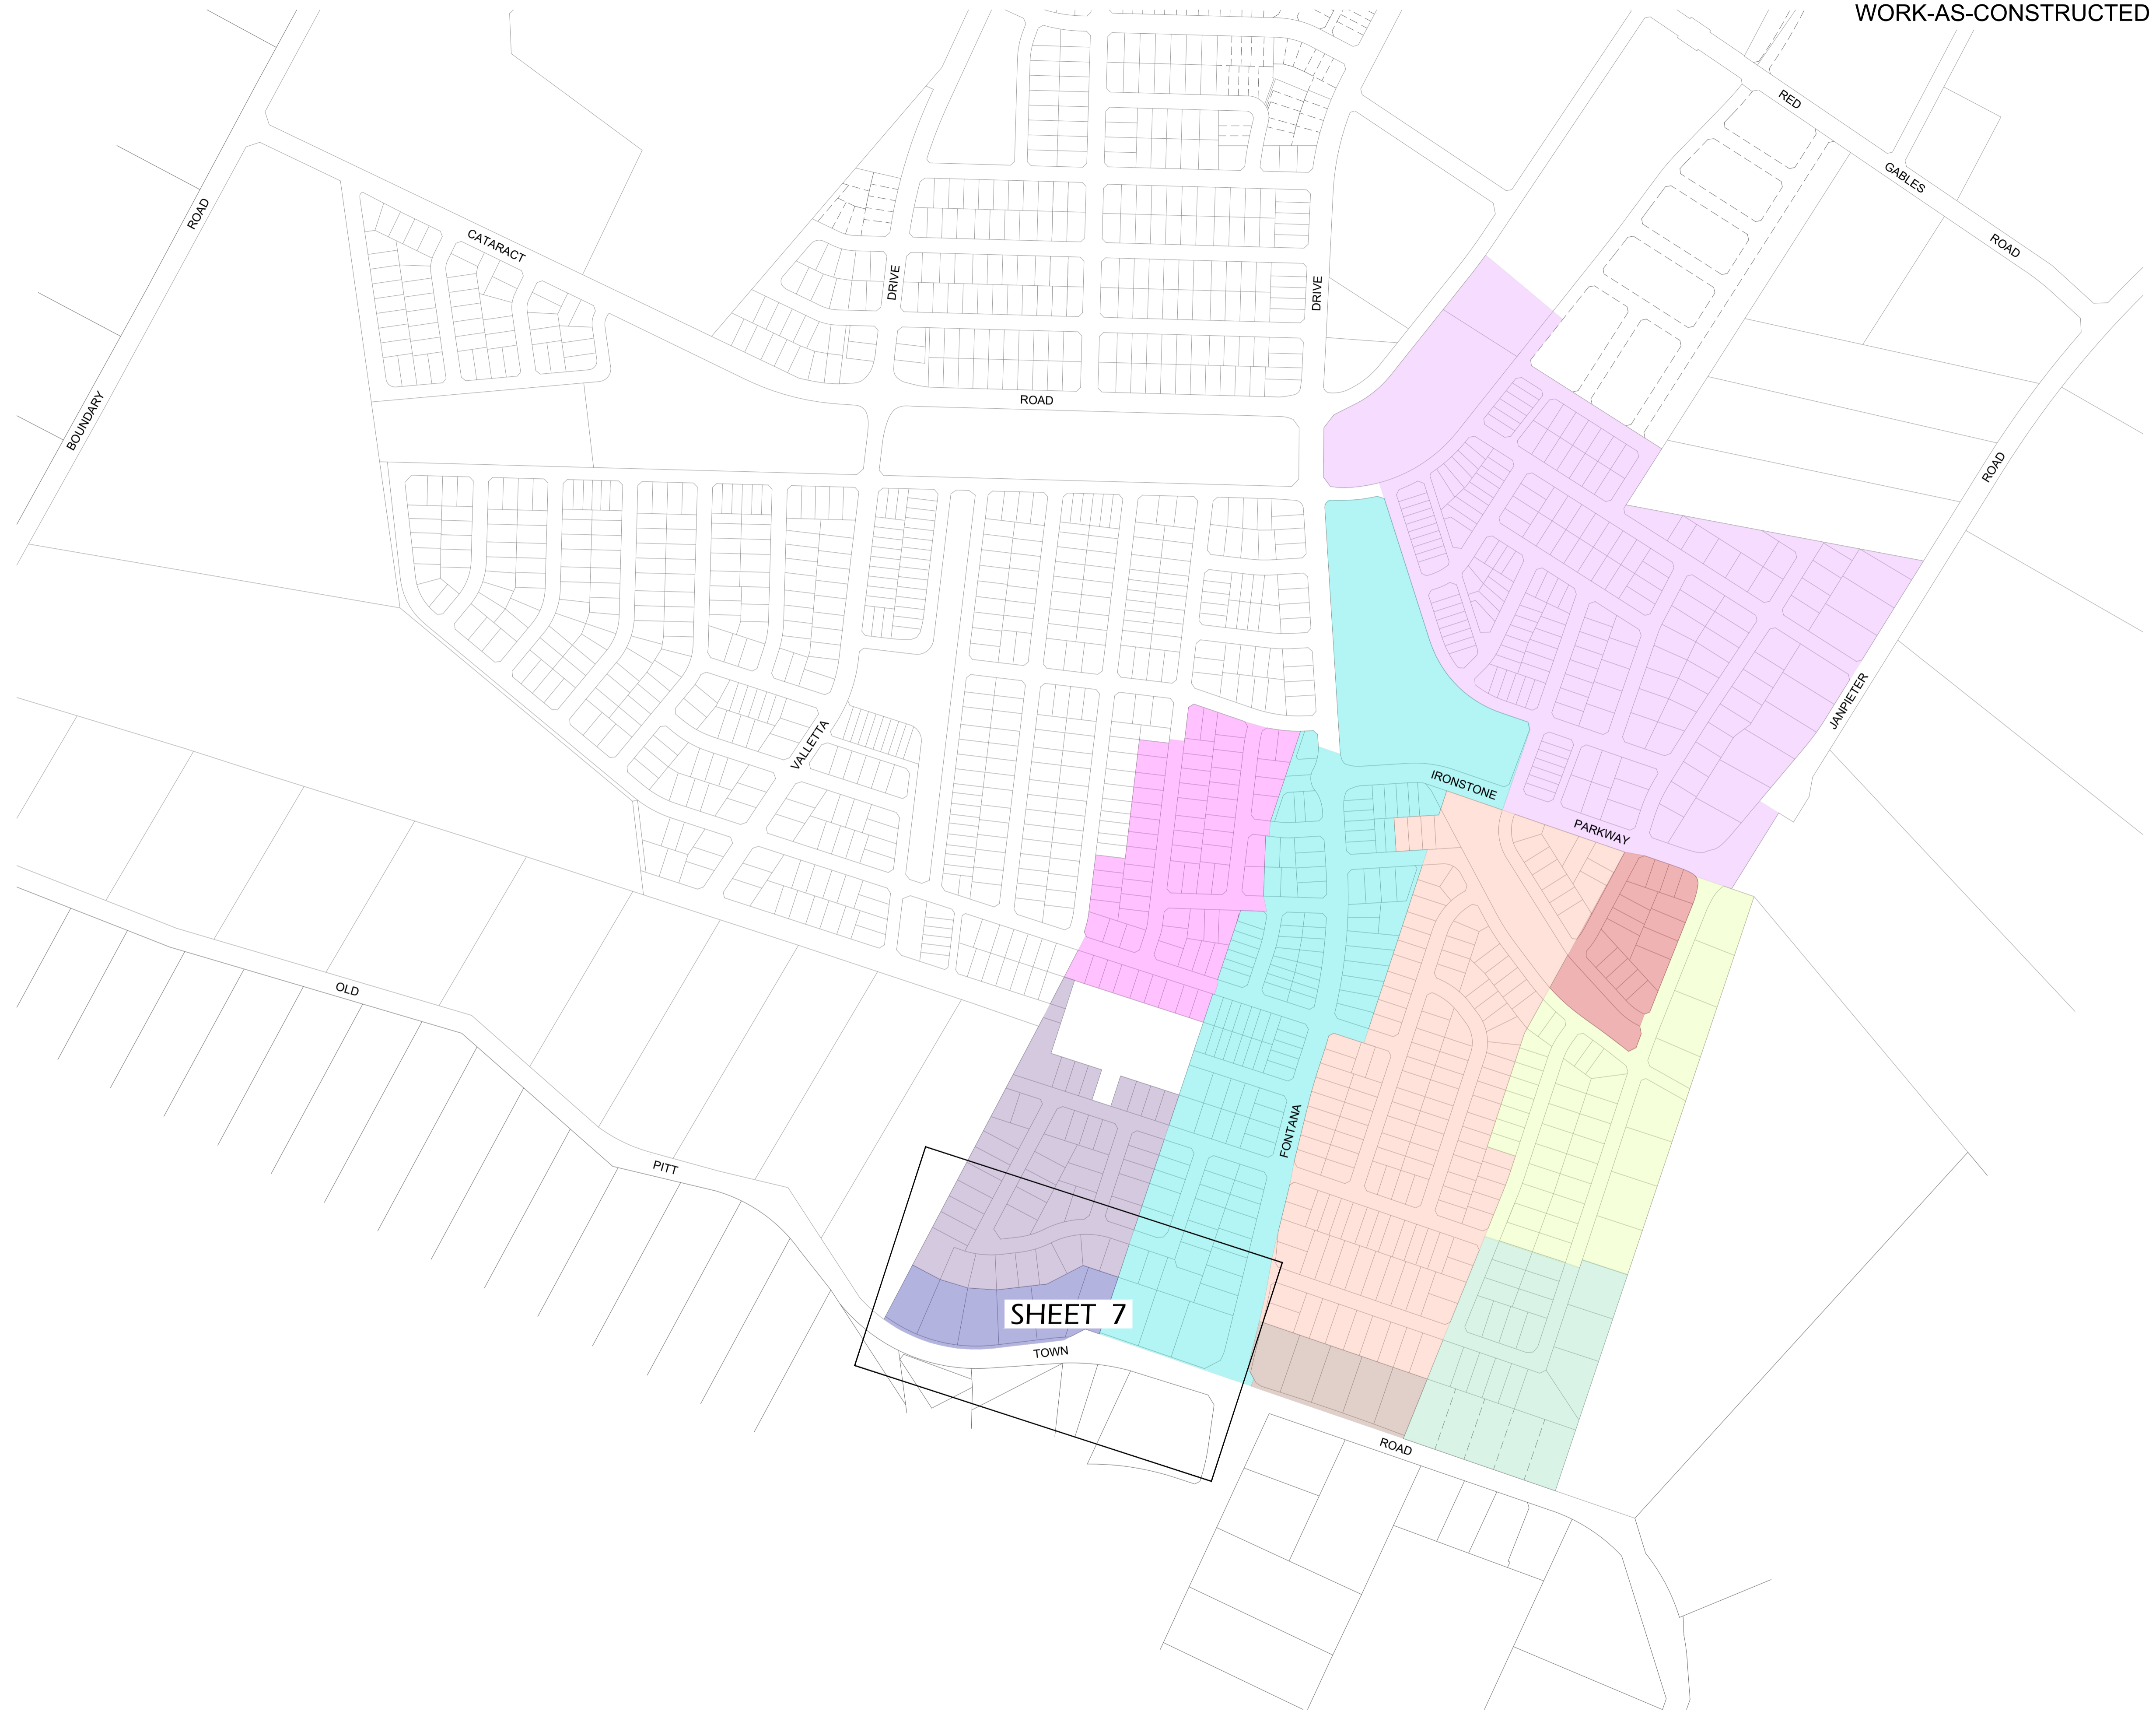 WORK-AS-CONSTRUCTED
RED
GABLES
ROAD
ROAD
CATARACT
DRIVE
DRIVE
ROAD
BOUNDARY
ROAD
JANPIETER
VALLETTA
IRONSTONE
PARKWAY
OLD
FONTANA
PITT
SHEET 7
TOWN
ROAD